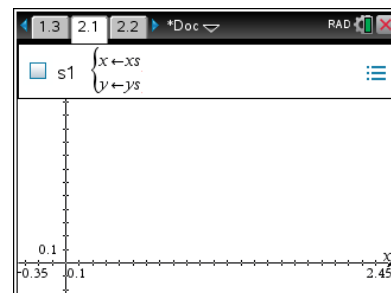 1.3 2.1 2.2 *Doc RAD
s1 {x←xs
y←ys
0.1
x
-0.35 0.1 2.45